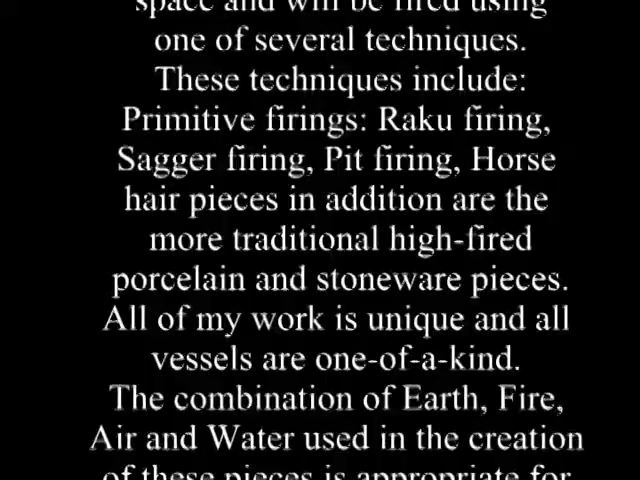 space and will be fired using
one of several techniques.
These techniques include:
Primitive firings: Raku firing,
Sagger firing, Pit firing, Horse
hair pieces in addition are the
more traditional high-fired
porcelain and stoneware pieces.
All of my work is unique and all
vessels are one-of-a-kind.
The combination of Earth, Fire,
Air and Water used in the creation
of these pieces is appropriate for